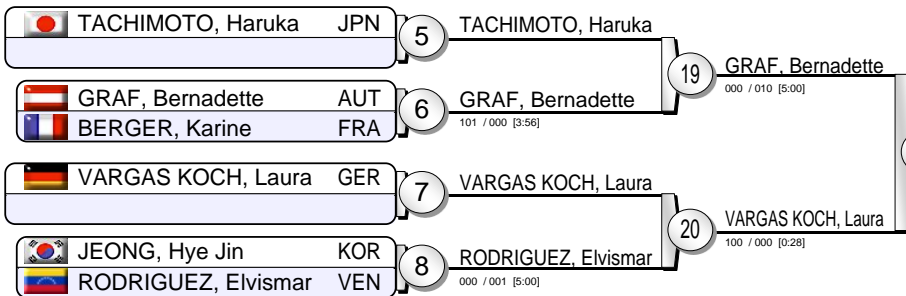 TACHIMOTO, Haruka JPN
5
TACHIMOTO, Haruka
GRAF, Bernadette AUT
BERGER, Karine FRA
6
GRAF, Bernadette
101 / 000 [3:56]
19
GRAF, Bernadette
000 / 010 [5:00]
VARGAS KOCH, Laura GER
7
VARGAS KOCH, Laura
JEONG, Hye Jin KOR
RODRIGUEZ, Elvismar VEN
8
RODRIGUEZ, Elvismar
000 / 001 [5:00]
20
VARGAS KOCH, Laura
100 / 000 [0:28]